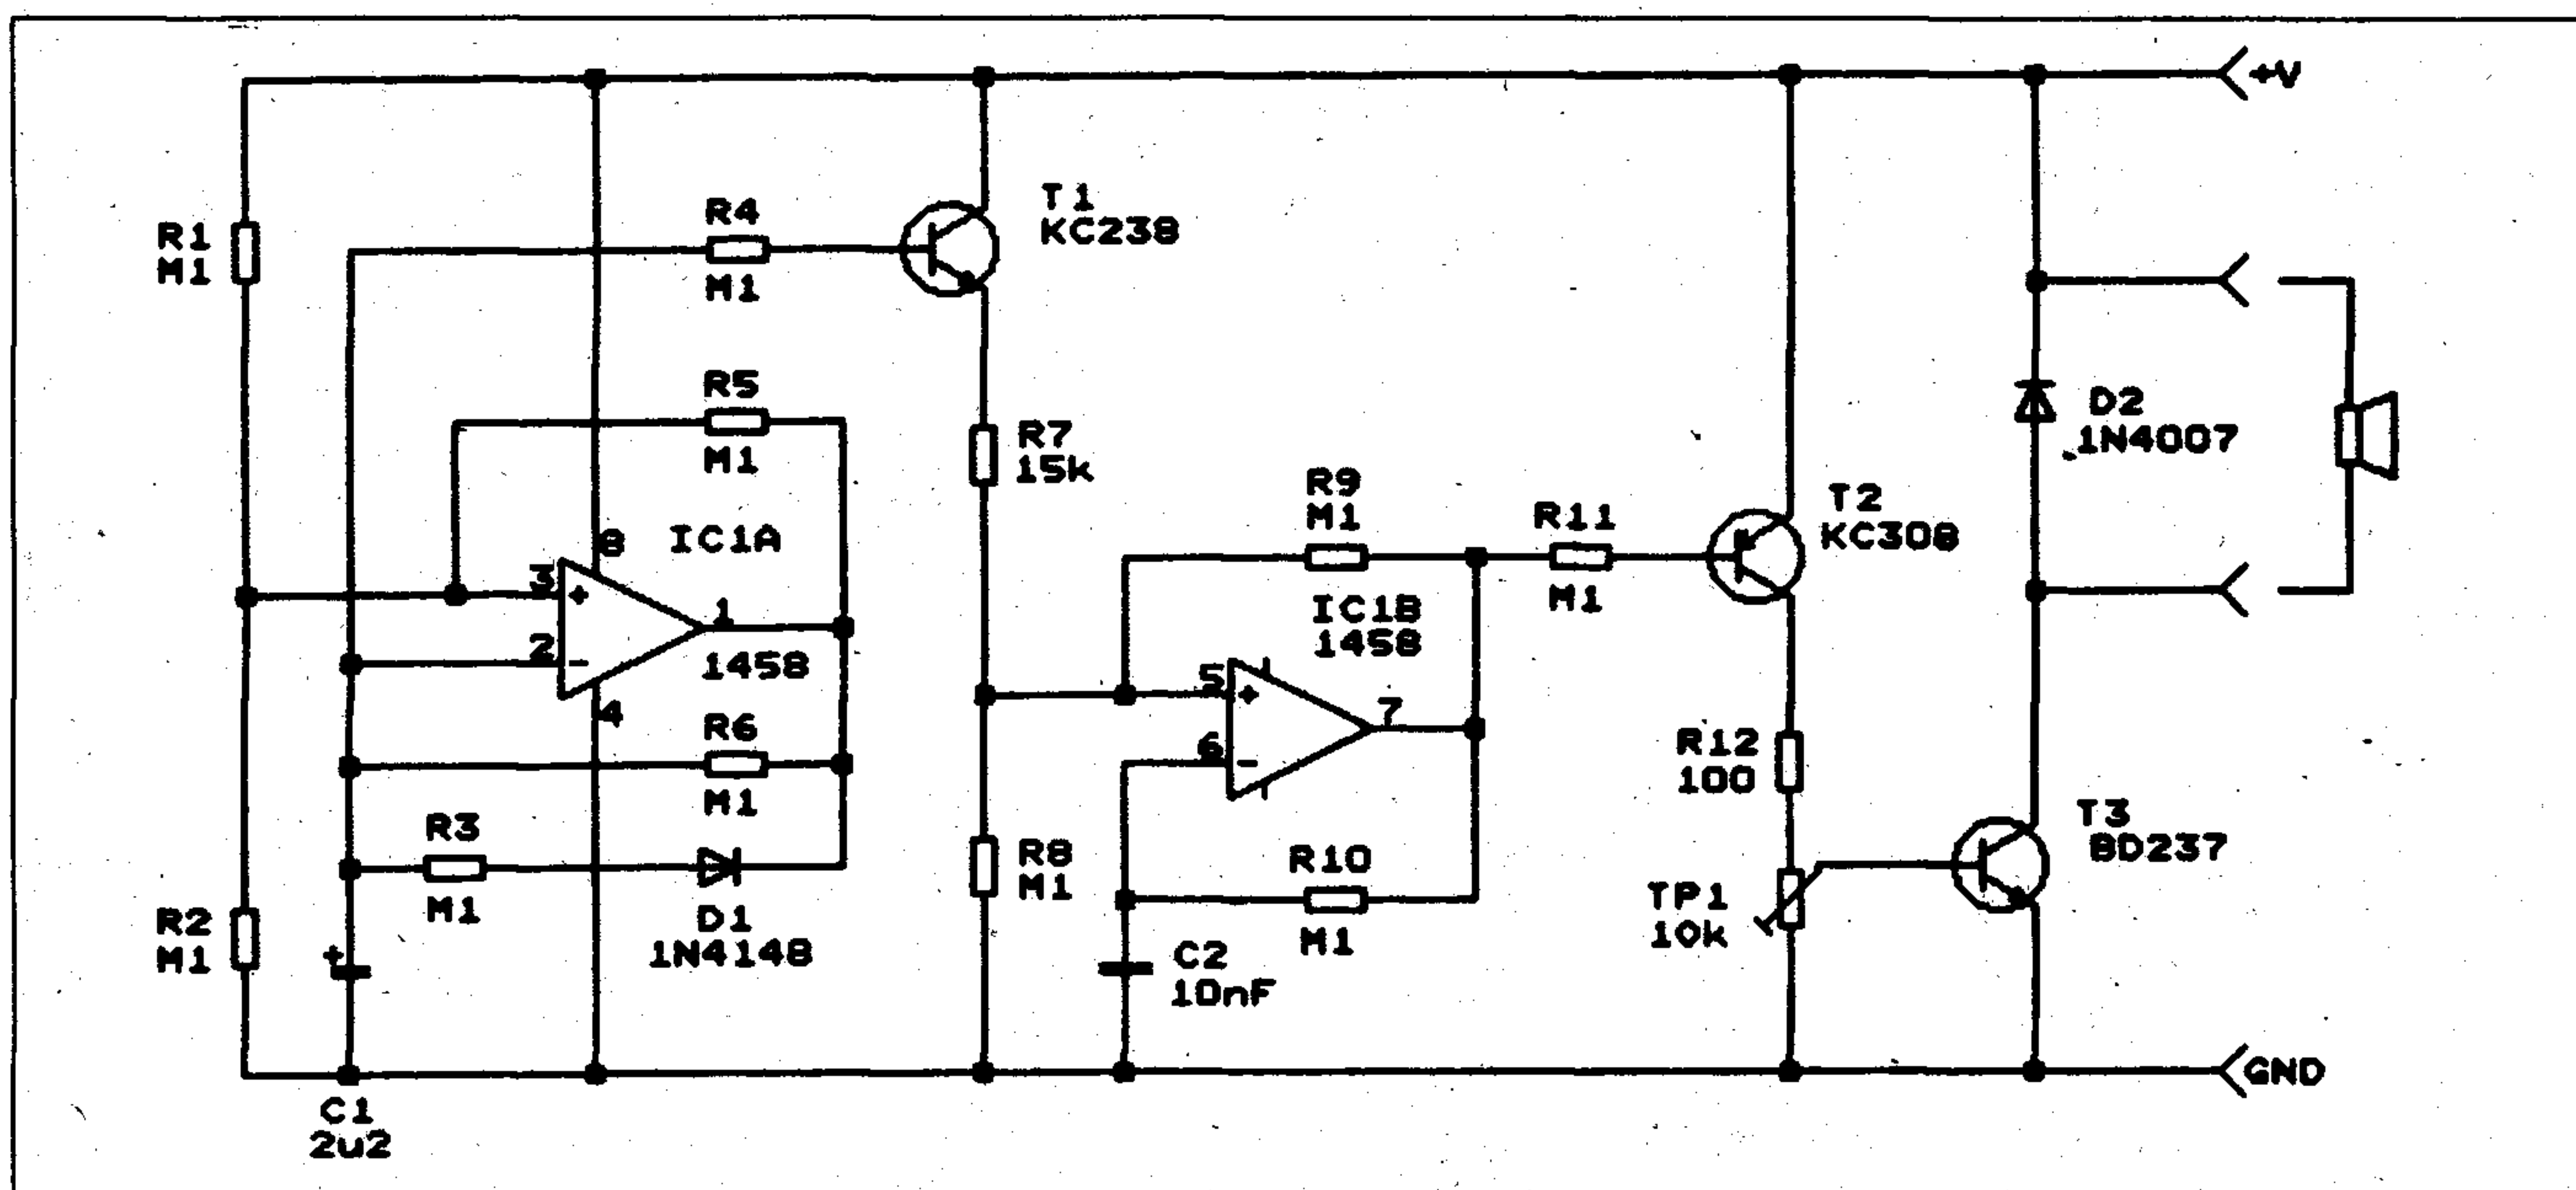 +V
R1
M1
R4
M1
T1
KC238
R5
M1
R7
15k
D2
1N4007
IC1A
8
3
+
2
-
1
1458
4
R9
M1
R11
M1
T2
KC308
IC1B
1458
5
+
6
-
7
R6
M1
R3
M1
D1
1N4148
R2
M1
+
C1
2u2
R8
M1
R10
M1
C2
10nF
R12
100
TP1
10k
T3
BD237
GND